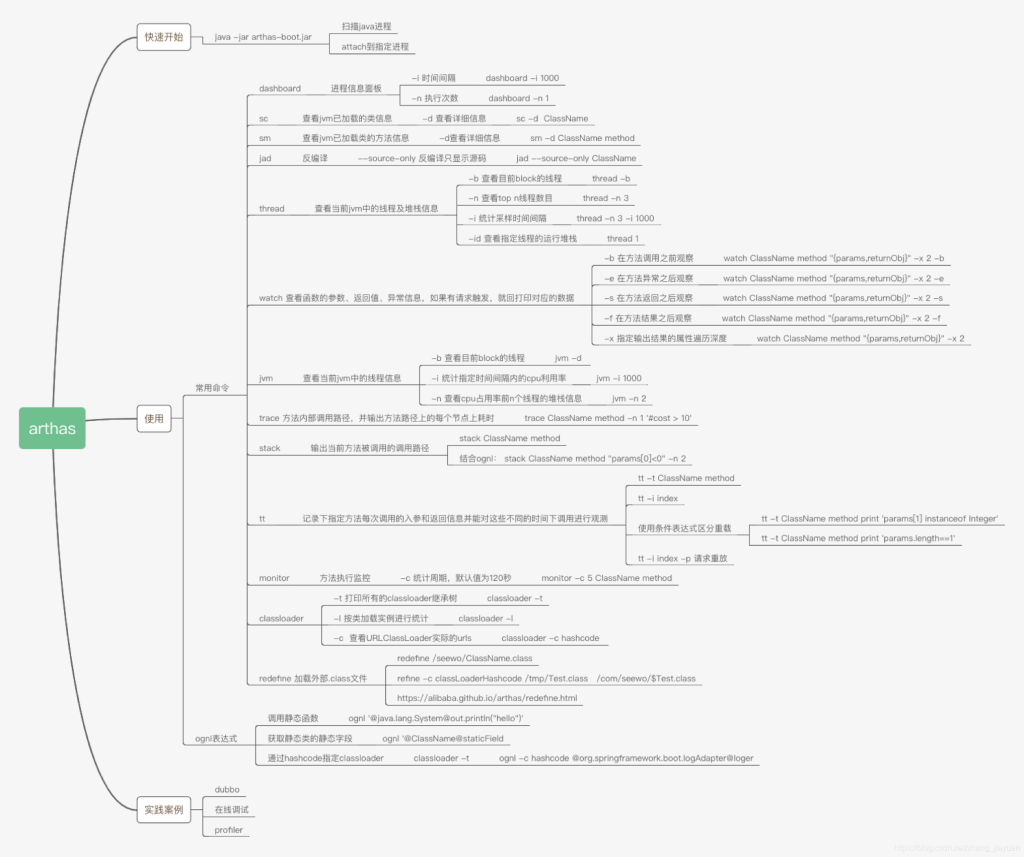 arthas
快速开始
java -jar arthas-boot.jar
扫描java进程
attach到指定进程
使用
常用命令
dashboard 进程信息面板
-i 时间间隔 dashboard -i 1000
-n 执行次数 dashboard -n 1
sc 查看jvm已加载的类信息 -d 查看详细信息 sc -d ClassName
sm 查看jvm已加载类的方法信息 -d查看详细信息 sm -d ClassName method
jad 反编译 --source-only 反编译只显示源码 jad --source-only ClassName
thread 查看当前jvm中的线程及堆栈信息
-b 查看目前block的线程 thread -b
-n 查看top n线程数目 thread -n 3
-i 统计采样时间间隔 thread -n 3 -i 1000
-id 查看指定线程的运行堆栈 thread 1
watch 查看函数的参数、返回值、异常信息，如果有请求触发，就回打印对应的数据
-b 在方法调用之前观察 watch ClassName method "{params,returnObj}" -x 2 -b
-e 在方法异常之后观察 watch ClassName method "{params,returnObj}" -x 2 -e
-s 在方法返回之后观察 watch ClassName method "{params,returnObj}" -x 2 -s
-f 在方法结果之后观察 watch ClassName method "{params,returnObj}" -x 2 -f
-x 指定输出结果的属性遍历深度 watch ClassName method "{params,returnObj}" -x 2
jvm 查看当前jvm中的线程信息
-b 查看目前block的线程 jvm -d
-i 统计指定时间间隔内的cpu利用率 jvm -i 1000
-n 查看cpu占用率前n个线程的堆栈信息 jvm -n 2
trace 方法内部调用路径，并输出方法路径上的每个节点上耗时 trace ClassName method -n 1 '#cost > 10'
stack 输出当前方法被调用的调用路径
stack ClassName method
结合ognl： stack ClassName method "params[0]<0" -n 2
tt 记录下指定方法每次调用的入参和返回信息并能对这些不同的时间下调用进行观测
tt -t ClassName method
tt -i index
使用条件表达式区分重载
tt -t ClassName method print 'params[1] instanceof Integer'
tt -t ClassName method print 'params.length==1'
tt -i index -p 请求重放
monitor 方法执行监控 -c 统计周期，默认值为120秒 monitor -c 5 ClassName method
classloader
-t 打印所有的classloader继承树 classloader -t
-l 按类加载实例进行统计 classloader -l
-c 查看URLClassLoader实际的urls classloader -c hashcode
redefine 加载外部.class文件
redefine /seewo/ClassName.class
refine -c classLoaderHashcode /tmp/Test.class /com/seewo/$Test.class
https://alibaba.github.io/arthas/redefine.html
ognl表达式
调用静态函数 ognl '@java.lang.System@out.println("hello")'
获取静态类的静态字段 ognl '@ClassName@staticField
通过hashcode指定classloader classloader -t ognl -c hashcode @org.springframework.boot.logAdapter@loger
实践案例
dubbo
在线调试
profiler